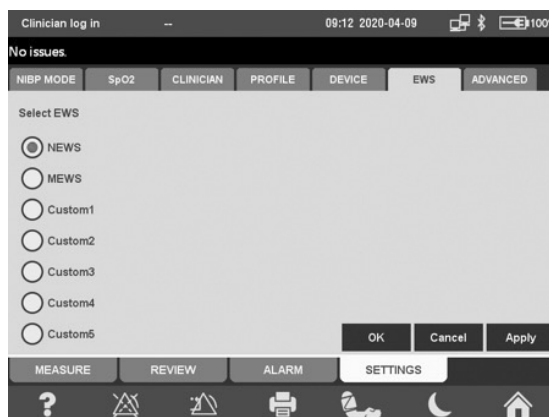 Clinician log in -- 09:12 2020-04-09 100
No issues.
NIBP MODE SpO2 CLINICIAN PROFILE DEVICE EWS ADVANCED
Select EWS
NEWS
MEWS
Custom1
Custom2
Custom3
Custom4
Custom5
OK Cancel Apply
MEASURE REVIEW ALARM SETTINGS
?